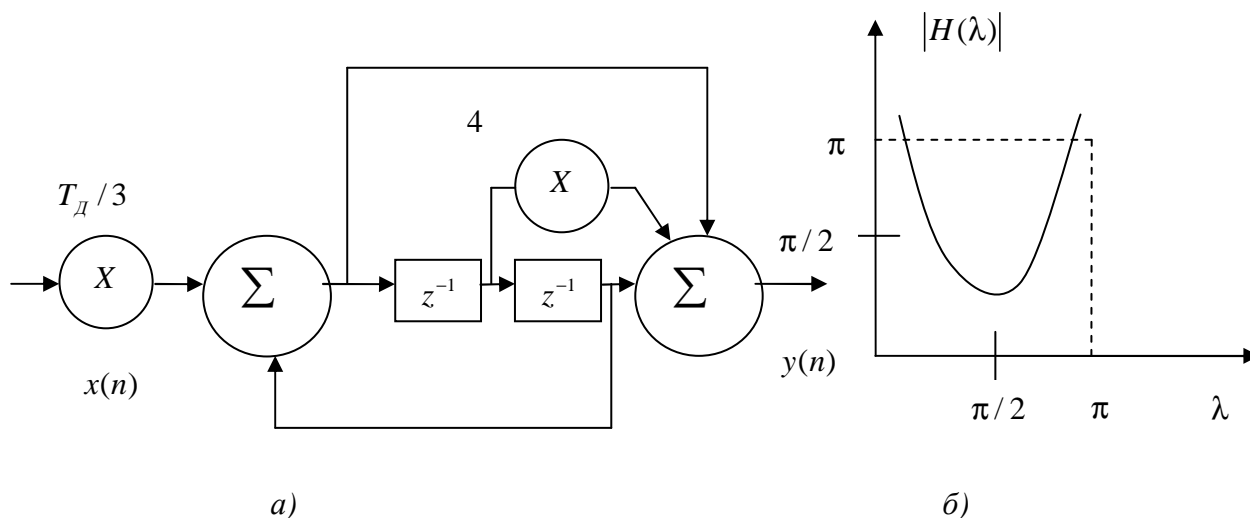 T_Д / 3
X
x(n)
Σ
4
X
z⁻¹
z⁻¹
Σ
y(n)
а)
|H(λ)|
π
π / 2
π / 2
π
λ
б)